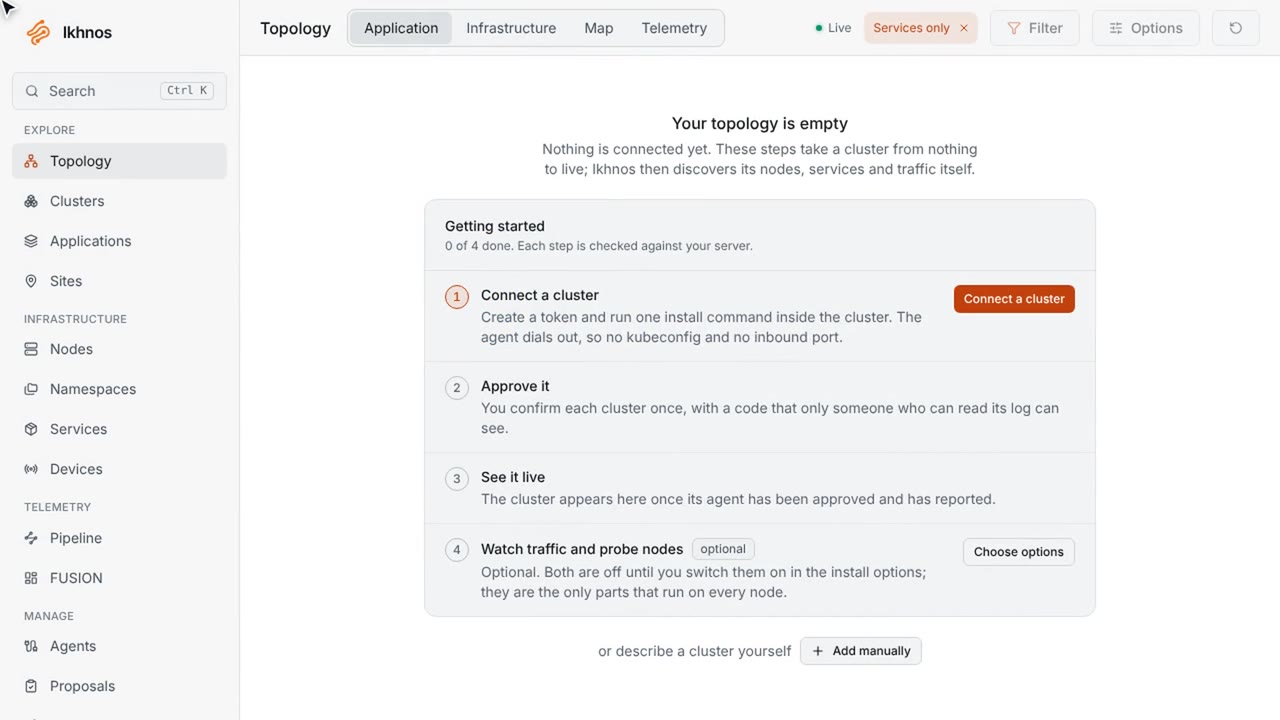 Ikhnos
Search
Ctrl K
EXPLORE
Topology
Clusters
Applications
Sites
INFRASTRUCTURE
Nodes
Namespaces
Services
Devices
TELEMETRY
Pipeline
FUSION
MANAGE
Agents
Proposals
Topology
Application
Infrastructure
Map
Telemetry
Live
Services only
Filter
Options
Your topology is empty
Nothing is connected yet. These steps take a cluster from nothing
to live; Ikhnos then discovers its nodes, services and traffic itself.
Getting started
0 of 4 done. Each step is checked against your server.
1
Connect a cluster
Create a token and run one install command inside the cluster. The
agent dials out, so no kubeconfig and no inbound port.
Connect a cluster
2
Approve it
You confirm each cluster once, with a code that only someone who can read its log can
see.
3
See it live
The cluster appears here once its agent has been approved and has reported.
4
Watch traffic and probe nodes
optional
Optional. Both are off until you switch them on in the install options;
they are the only parts that run on every node.
Choose options
or describe a cluster yourself
Add manually